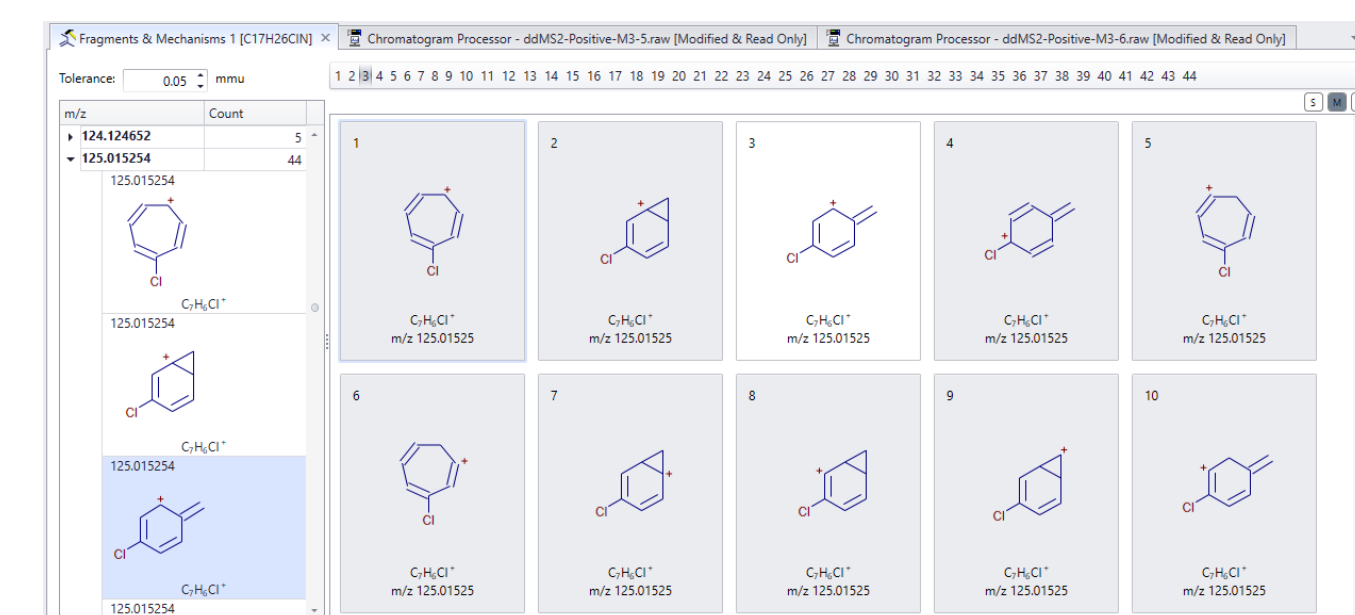 Fragments & Mechanisms 1 [C17H26ClN] × Chromatogram Processor - ddMS2-Positive-M3-5.raw [Modified & Read Only] Chromatogram Processor - ddMS2-Positive-M3-6.raw [Modified & Read Only]
Tolerance: 0.05 mmu
1 2 3 4 5 6 7 8 9 10 11 12 13 14 15 16 17 18 19 20 21 22 23 24 25 26 27 28 29 30 31 32 33 34 35 36 37 38 39 40 41 42 43 44
S M
m/z Count
124.124652 5
125.015254 44
125.015254
+
Cl
C₇H₆Cl⁺
125.015254
+
Cl
C₇H₆Cl⁺
125.015254
+
Cl
C₇H₆Cl⁺
125.015254
1
+
Cl
C₇H₆Cl⁺
m/z 125.01525
2
+
Cl
C₇H₆Cl⁺
m/z 125.01525
3
+
Cl
C₇H₆Cl⁺
m/z 125.01525
4
+
Cl
C₇H₆Cl⁺
m/z 125.01525
5
+
Cl
C₇H₆Cl⁺
m/z 125.01525
6
+
Cl
C₇H₆Cl⁺
m/z 125.01525
7
+
Cl
C₇H₆Cl⁺
m/z 125.01525
8
+
Cl
C₇H₆Cl⁺
m/z 125.01525
9
+
Cl
C₇H₆Cl⁺
m/z 125.01525
10
+
Cl
C₇H₆Cl⁺
m/z 125.01525